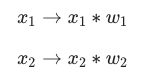 x₁ → x₁ * w₁
x₂ → x₂ * w₂